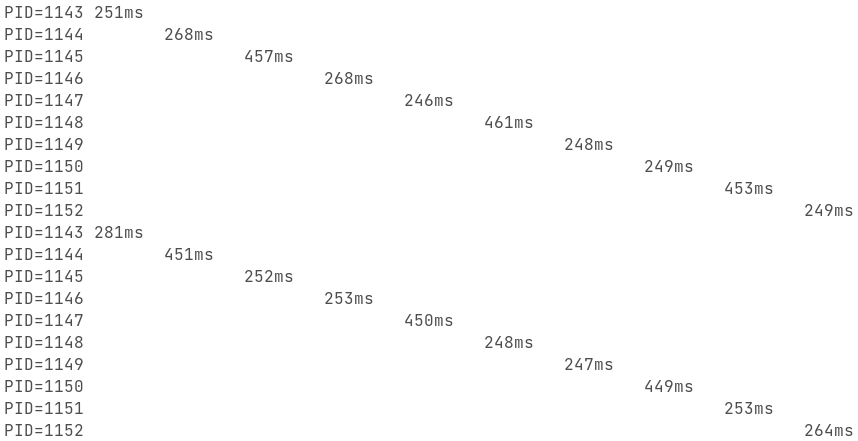 PID=1143 251ms
PID=1144        268ms
PID=1145                457ms
PID=1146                        268ms
PID=1147                                246ms
PID=1148                                        461ms
PID=1149                                                248ms
PID=1150                                                        249ms
PID=1151                                                                453ms
PID=1152                                                                        249ms
PID=1143 281ms
PID=1144        451ms
PID=1145                252ms
PID=1146                        253ms
PID=1147                                450ms
PID=1148                                        248ms
PID=1149                                                247ms
PID=1150                                                        449ms
PID=1151                                                                253ms
PID=1152                                                                        264ms